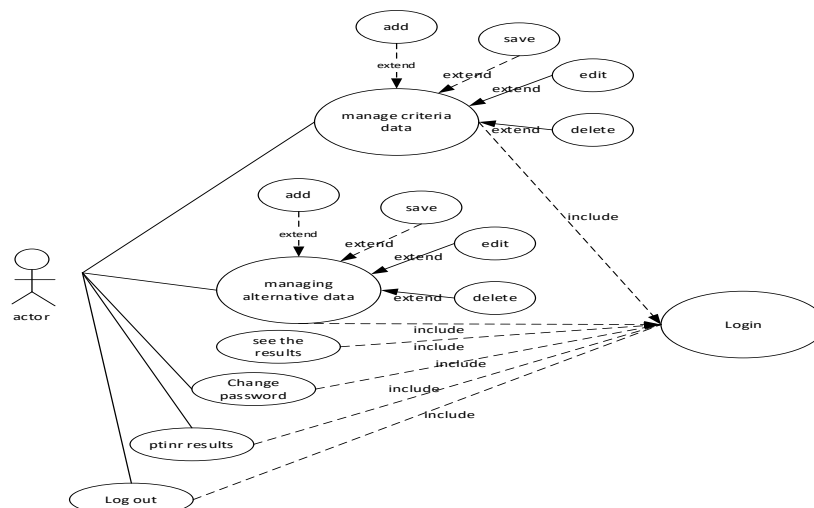 add
save
extend
extend
edit
extend
manage criteria
data
extend
delete
add
save
include
extend
extend
edit
extend
managing
alternative data
extend
delete
actor
include
Login
see the
results
include
include
Change
password
include
include
ptinr results
Log out